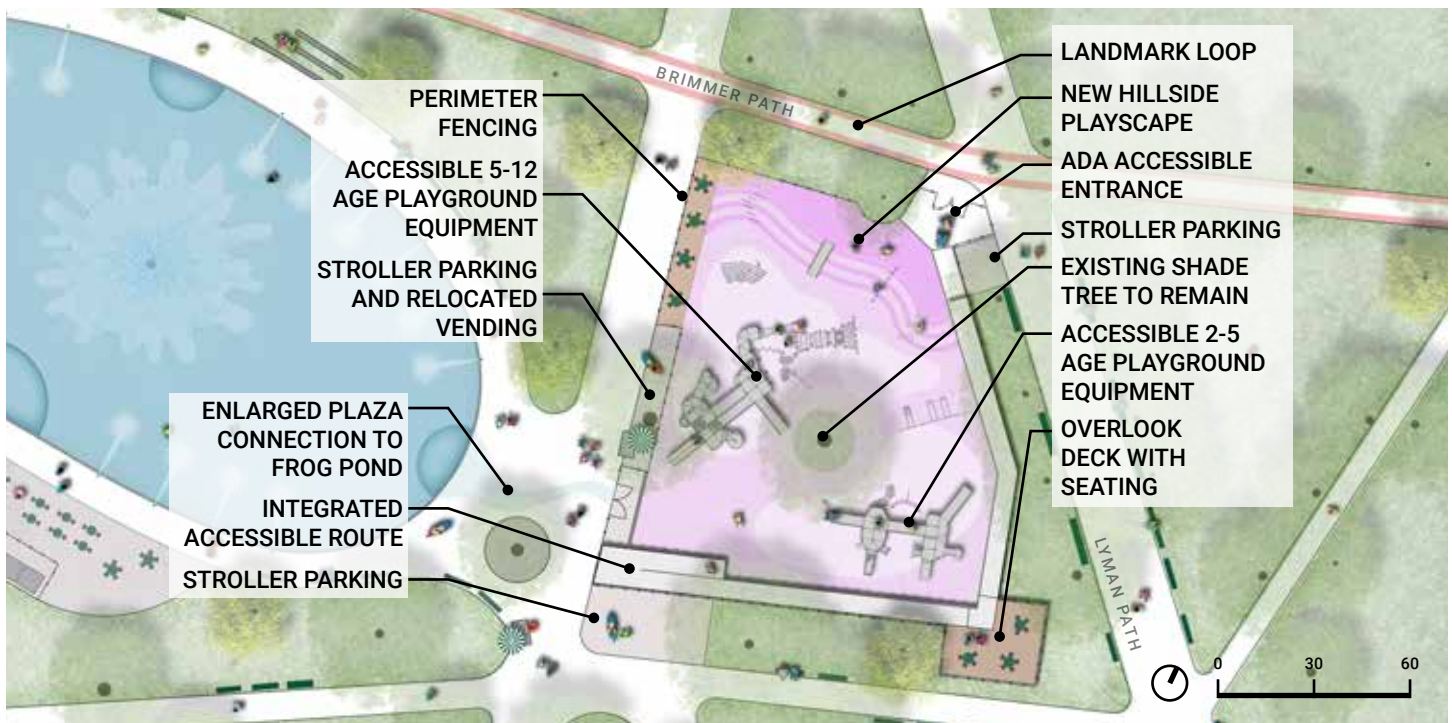 BRIMMER PATH
PERIMETER
FENCING
ACCESSIBLE 5-12
AGE PLAYGROUND
EQUIPMENT
STROLLER PARKING
AND RELOCATED
VENDING
ENLARGED PLAZA
CONNECTION TO
FROG POND
INTEGRATED
ACCESSIBLE ROUTE
STROLLER PARKING
LANDMARK LOOP
NEW HILLSIDE
PLAYSCAPE
ADA ACCESSIBLE
ENTRANCE
STROLLER PARKING
EXISTING SHADE
TREE TO REMAIN
ACCESSIBLE 2-5
AGE PLAYGROUND
EQUIPMENT
OVERLOOK
DECK WITH
SEATING
LYMAN PATH
0 30 60